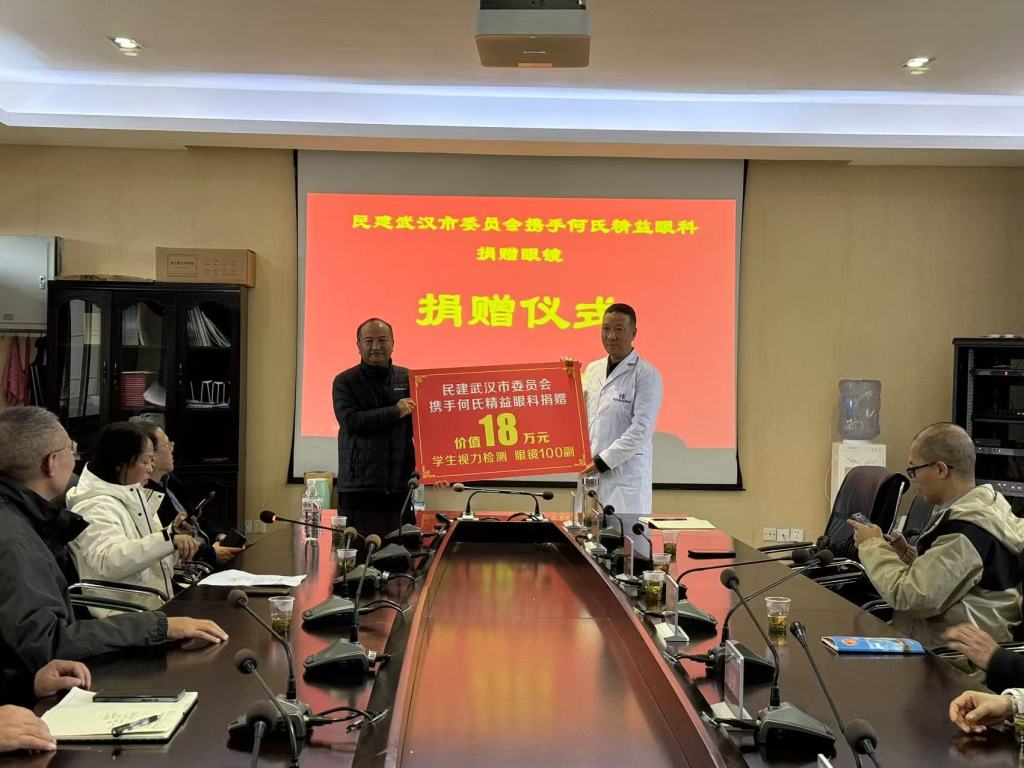 民建武汉市委员会携手何氏精益眼科
捐赠眼镜
捐赠仪式
民建武汉市委员会
携手何氏精益眼科捐赠
价值18万元
学生视力检测 眼镜100副